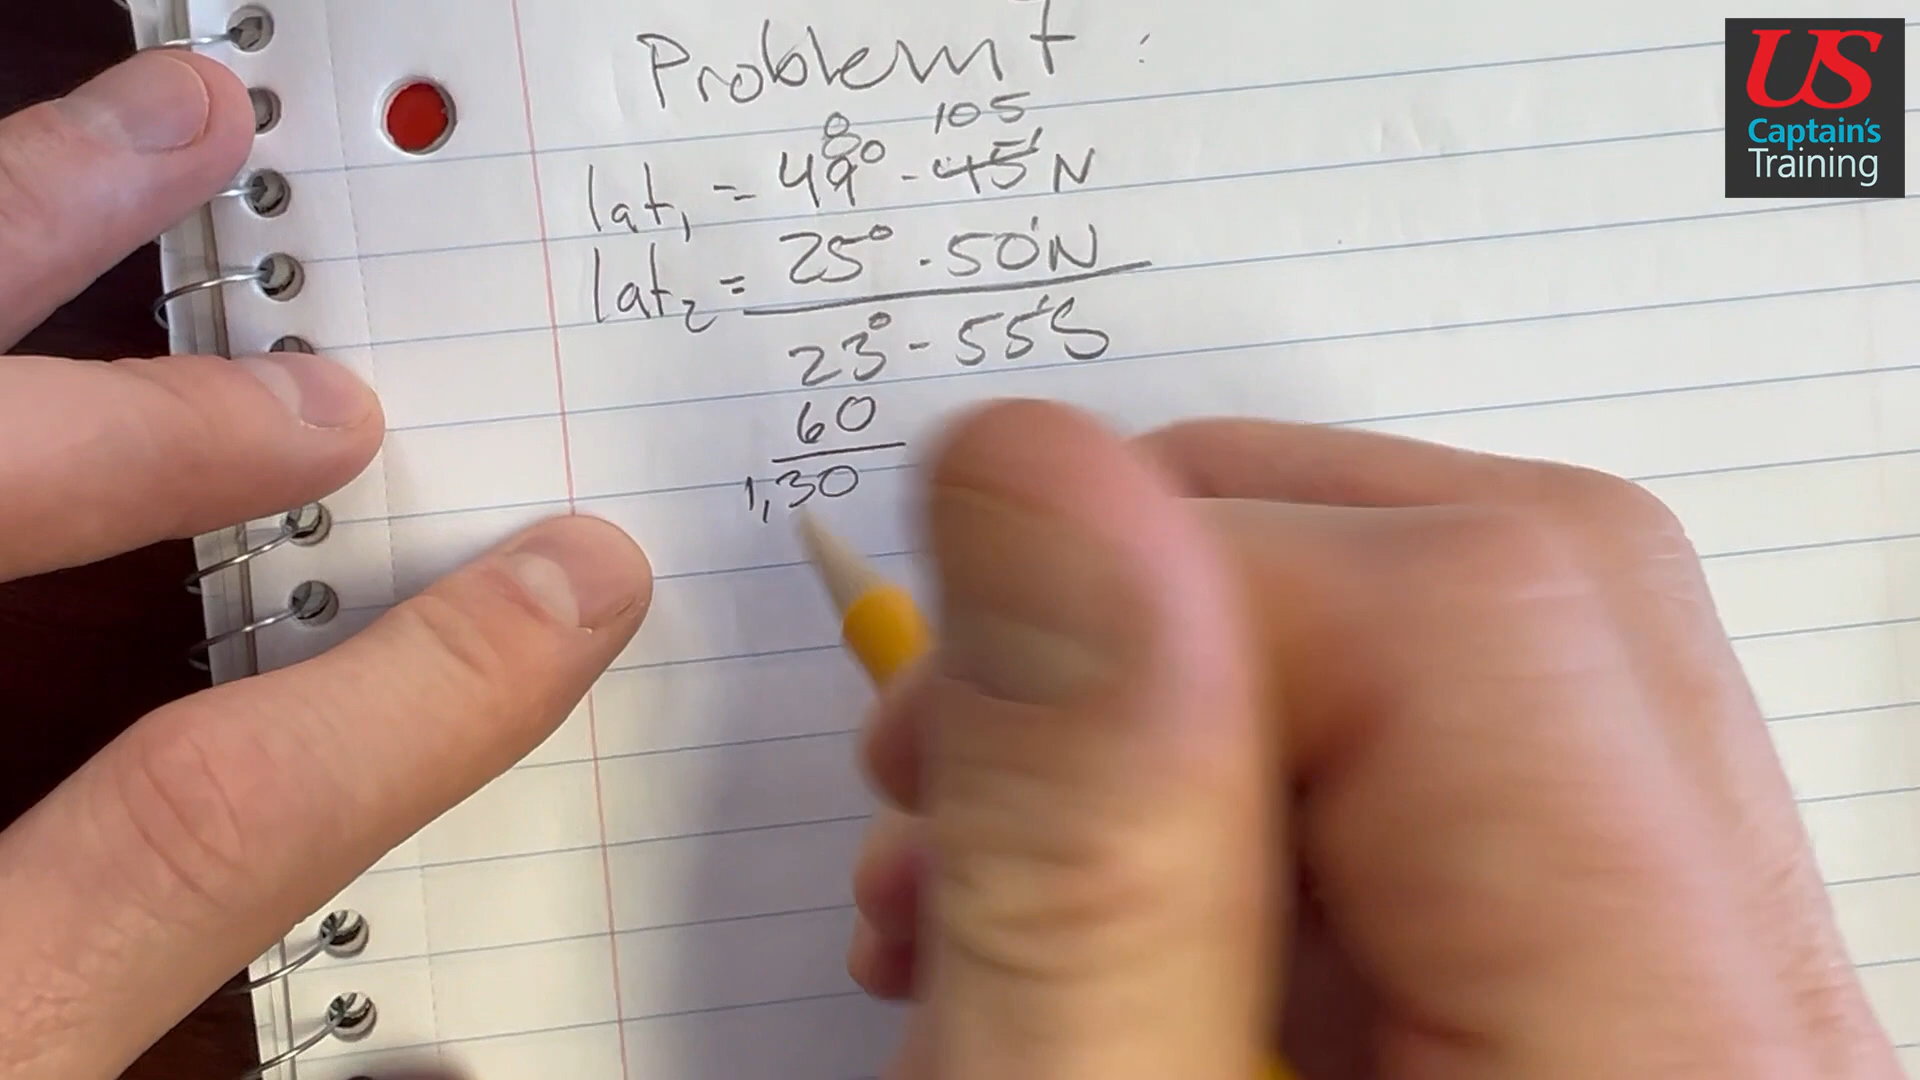 Problem 7:
8 105
lat₁ = 49° - 45' N
lat₂ = 25° - 50' N
23° - 55' S
60
1,30
US
Captain's
Training